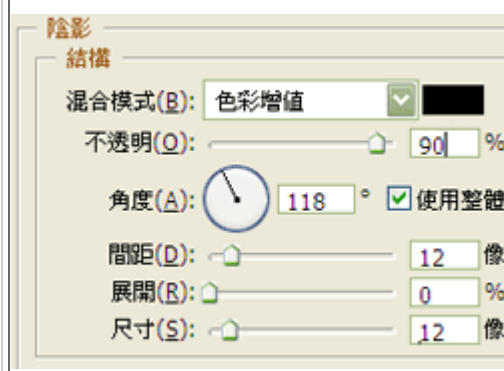 陰影
結構
混合模式(B): 色彩增值
不透明(O): 90 %
角度(A): 118 ° 使用整體
間距(D): 12 像
展開(R): 0 %
尺寸(S): 12 像